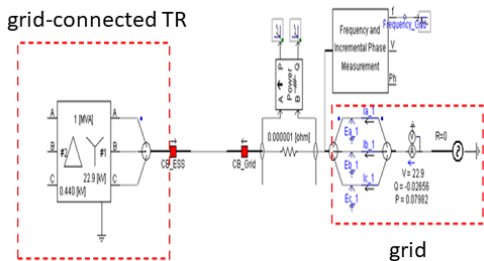 grid-connected TR
f
Frequency_Grid
Frequency and
Incremental Phase
Measurement
V
Ph
P
Q
Power
A
B
A
A
1 [MVA]
B
B
#2
#1
C
C
22.9 [kV]
0.440 [kV]
CB_ESS
CB_Grid
0.000001 [ohm]
Ia_1
Ea_1
Ib_1
Eb_1
Ic_1
Ec_1
V
A
R=0
V = 22.9
Q = -0.02656
P = 0.07982
grid